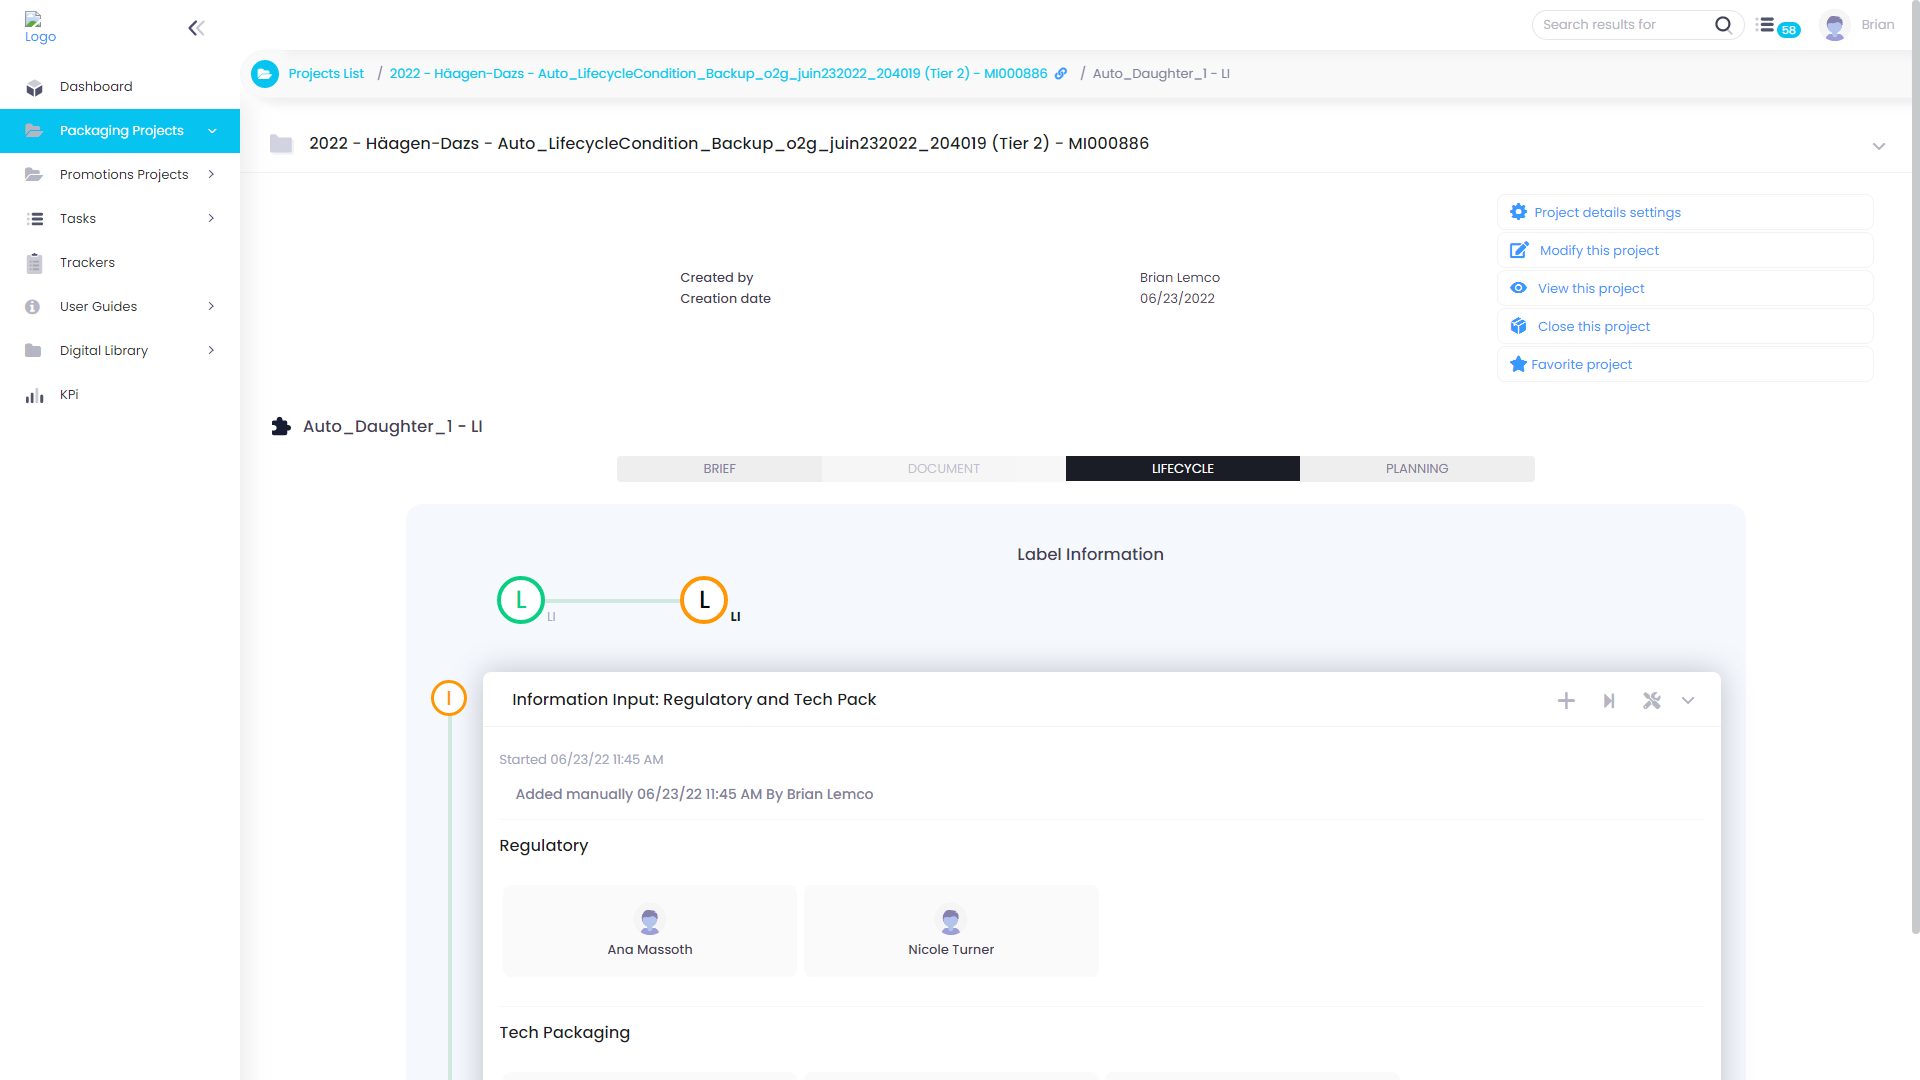 Logo
Search results for
58
Brian
Dashboard
Packaging Projects
Promotions Projects
Tasks
Trackers
User Guides
Digital Library
KPi
Projects List / 2022 - Häagen-Dazs - Auto_LifecycleCondition_Backup_o2g_juin232022_204019 (Tier 2) - MI000886 / Auto_Daughter_1 - LI
2022 - Häagen-Dazs - Auto_LifecycleCondition_Backup_o2g_juin232022_204019 (Tier 2) - MI000886
Created by Brian Lemco
Creation date 06/23/2022
Project details settings
Modify this project
View this project
Close this project
Favorite project
Auto_Daughter_1 - LI
BRIEF DOCUMENT LIFECYCLE PLANNING
Label Information
L LI L LI
I
Information Input: Regulatory and Tech Pack
Started 06/23/22 11:45 AM
Added manually 06/23/22 11:45 AM By Brian Lemco
Regulatory
Ana Massoth Nicole Turner
Tech Packaging